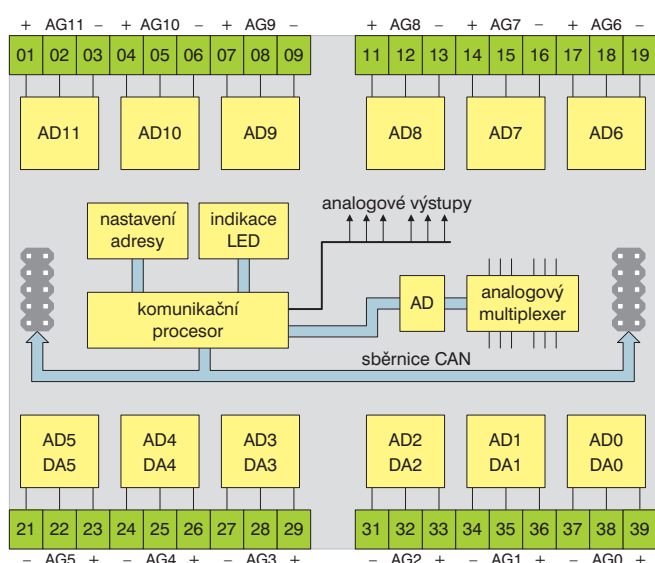 + AG11 − + AG10 − + AG9 − + AG8 − + AG7 − + AG6 −
01 02 03 04 05 06 07 08 09 11 12 13 14 15 16 17 18 19
AD11 AD10 AD9 AD8 AD7 AD6
analogové výstupy
nastavení
adresy
indikace
LED
komunikační
procesor
AD
analogový
multiplexer
sběrnice CAN
AD5
DA5
AD4
DA4
AD3
DA3
AD2
DA2
AD1
DA1
AD0
DA0
21 22 23 24 25 26 27 28 29 31 32 33 34 35 36 37 38 39
− AG5 + − AG4 + − AG3 + − AG2 + − AG1 + − AG0 +